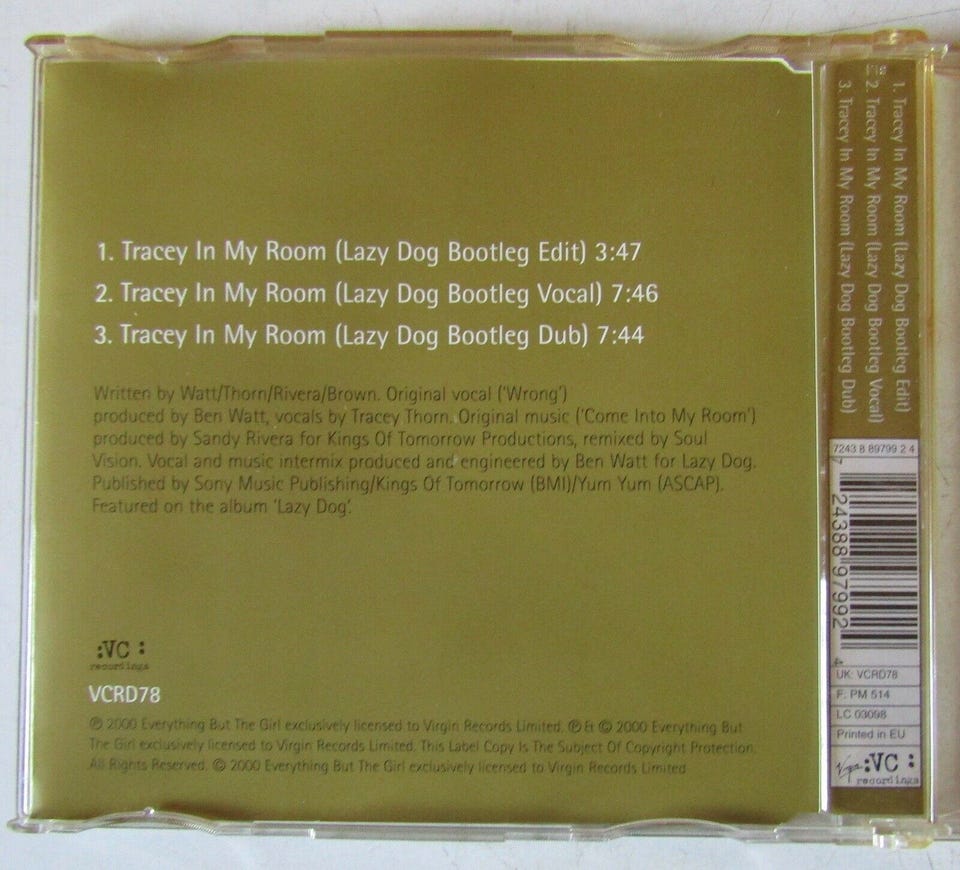 1. Tracey In My Room (Lazy Dog Bootleg Edit) 3:47
2. Tracey In My Room (Lazy Dog Bootleg Vocal) 7:46
3. Tracey In My Room (Lazy Dog Bootleg Dub) 7:44
Written by Watt/Thorn/Rivera/Brown. Original vocal ('Wrong')
produced by Ben Watt, vocals by Tracey Thorn. Original music ('Come Into My Room')
produced by Sandy Rivera for Kings Of Tomorrow Productions, remixed by Soul
Vision. Vocal and music intermix produced and engineered by Ben Watt for Lazy Dog.
Published by Sony Music Publishing/Kings Of Tomorrow (BMI)/Yum Yum (ASCAP).
Featured on the album 'Lazy Dog'.
:VC :
recordings
VCRD78
℗ 2000 Everything But The Girl exclusively licensed to Virgin Records Limited. ℗ & © 2000 Everything But
The Girl exclusively licensed to Virgin Records Limited. This Label Copy Is The Subject Of Copyright Protection.
All Rights Reserved. © 2000 Everything But The Girl exclusively licensed to Virgin Records Limited
1. Tracey In My Room (Lazy Dog Bootleg Edit)
2. Tracey In My Room (Lazy Dog Bootleg Vocal)
3. Tracey In My Room (Lazy Dog Bootleg Dub)
7243 8 89799 2 4
7 24388 97992 4
UK: VCRD78
F: PM 514
LC 03098
Printed in EU
Virgin :VC :
recordings